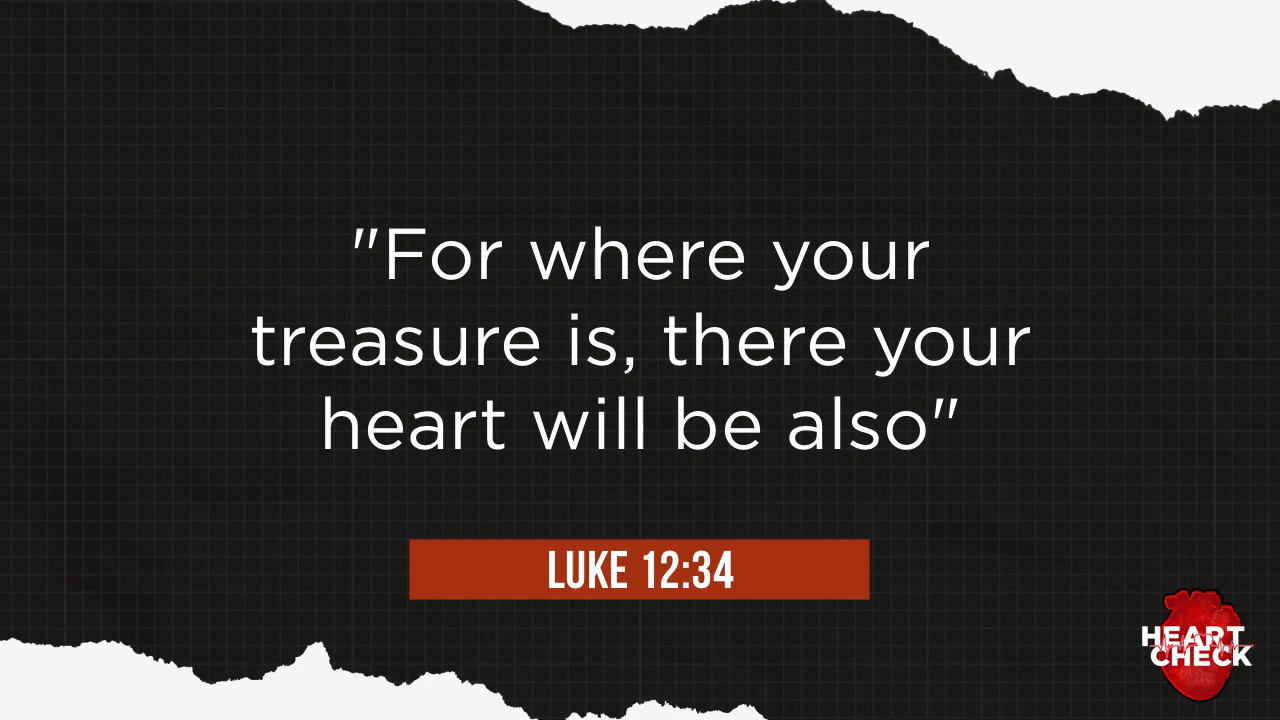 "For where your
treasure is, there your
heart will be also"
LUKE 12:34
HEART
CHECK